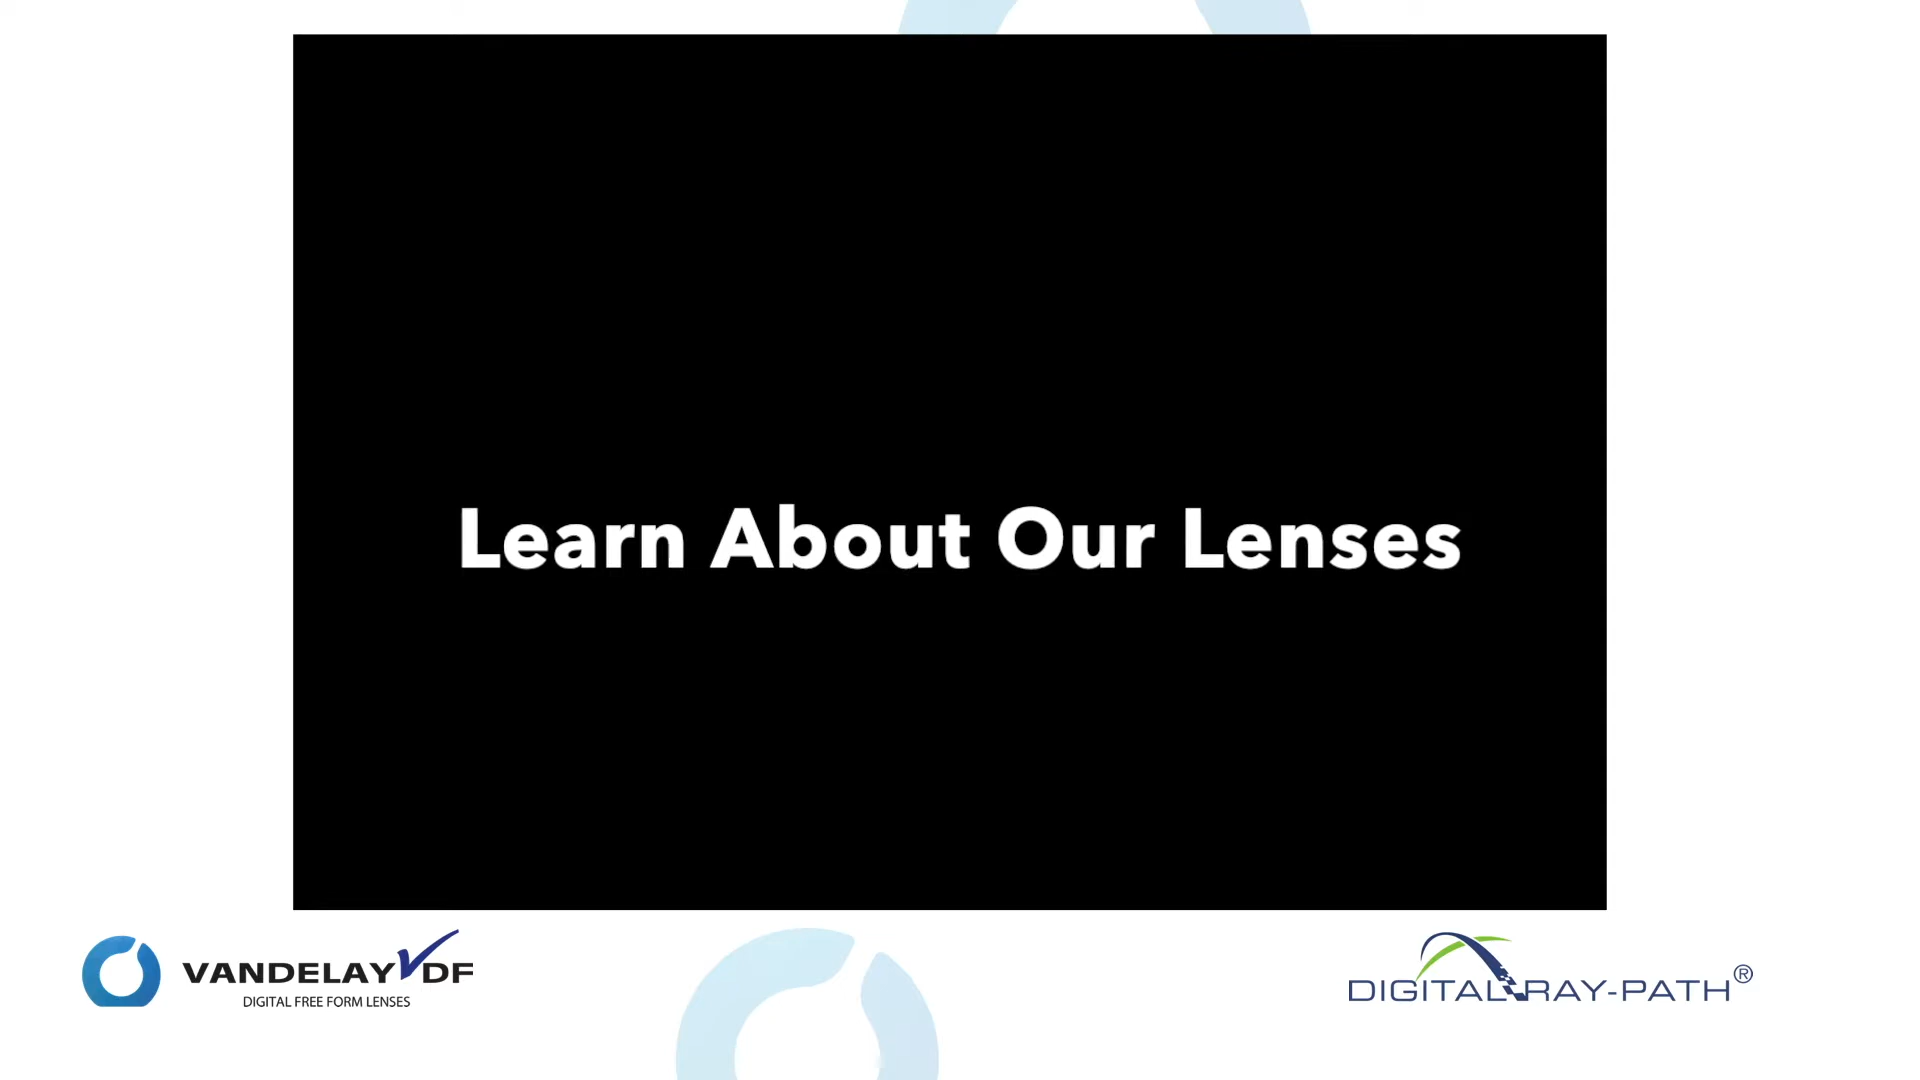 Learn About Our Lenses
VANDELAY VDF
DIGITAL FREE FORM LENSES
DIGITAL RAY-PATH®